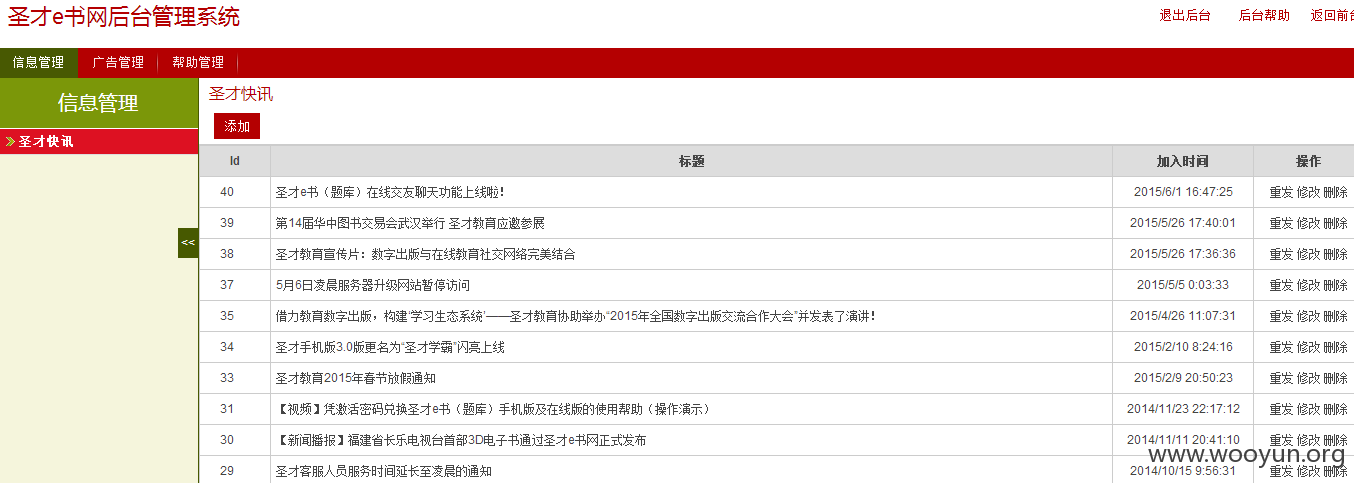 圣才e书网后台管理系统
退出后台 后台帮助 返回前
信息管理 广告管理 帮助管理
信息管理
圣才快讯
圣才快讯
添加
<<
Id 标题 加入时间 操作
40 圣才e书（题库）在线交友聊天功能上线啦！ 2015/6/1 16:47:25 重发 修改 删除
39 第14届华中图书交易会武汉举行 圣才教育应邀参展 2015/5/26 17:40:01 重发 修改 删除
38 圣才教育宣传片：数字出版与在线教育社交网络完美结合 2015/5/26 17:36:36 重发 修改 删除
37 5月6日凌晨服务器升级网站暂停访问 2015/5/5 0:03:33 重发 修改 删除
35 借力教育数字出版，构建‘学习生态系统’——圣才教育协助举办“2015年全国数字出版交流合作大会”并发表了演讲！ 2015/4/26 11:07:31 重发 修改 删除
34 圣才手机版3.0版更名为“圣才学霸”闪亮上线 2015/2/10 8:24:16 重发 修改 删除
33 圣才教育2015年春节放假通知 2015/2/9 20:50:23 重发 修改 删除
31 【视频】凭激活密码兑换圣才e书（题库）手机版及在线版的使用帮助（操作演示） 2014/11/23 22:17:12 重发 修改 删除
30 【新闻播报】福建省长乐电视台首部3D电子书通过圣才e书网正式发布 2014/11/11 20:41:10 重发 修改 删除
29 圣才客服人员服务时间延长至凌晨的通知 2014/10/15 9:56:31 重发 修改 删除
www.wooyun.org